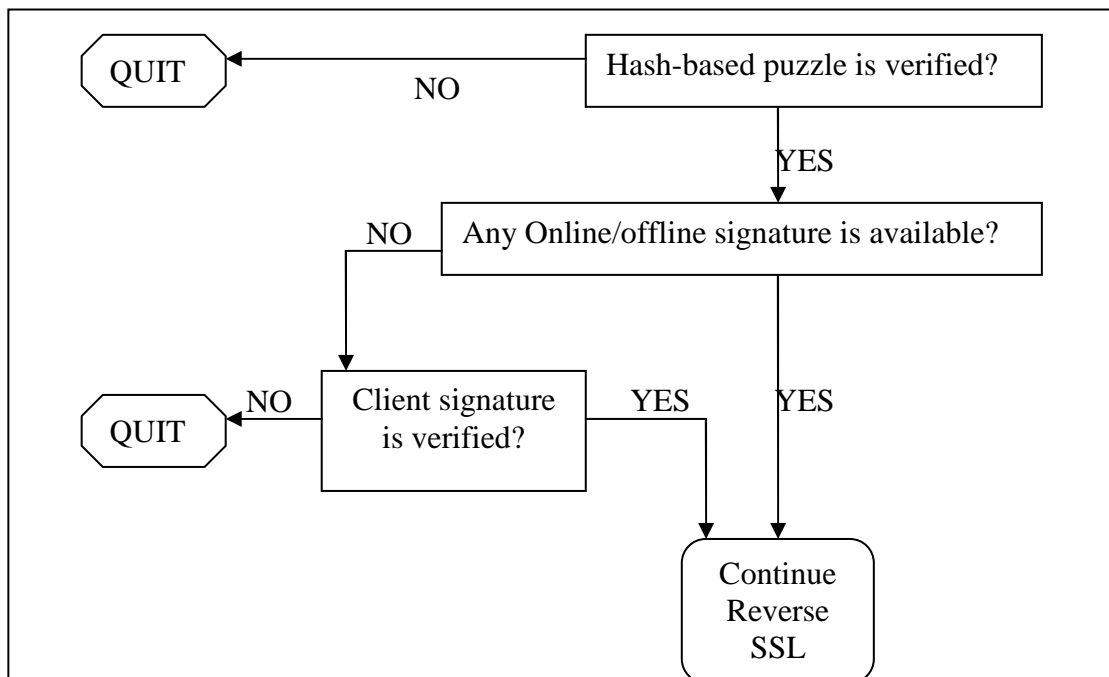 QUIT
Hash-based puzzle is verified?
NO
YES
NO
Any Online/offline signature is available?
NO
Client signature
is verified?
YES
YES
QUIT
Continue
Reverse
SSL